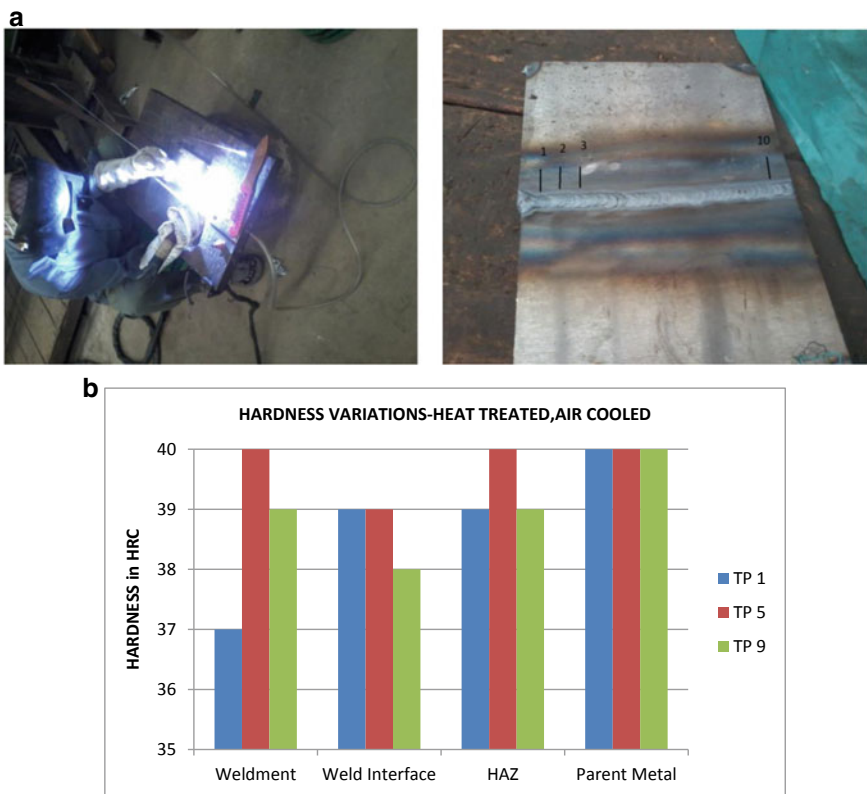 a
1 2 3 10
b
HARDNESS VARIATIONS-HEAT TREATED,AIR COOLED
HARDNESS in HRC
40
39
38
37
36
35
Weldment Weld Interface HAZ Parent Metal
TP 1
TP 5
TP 9